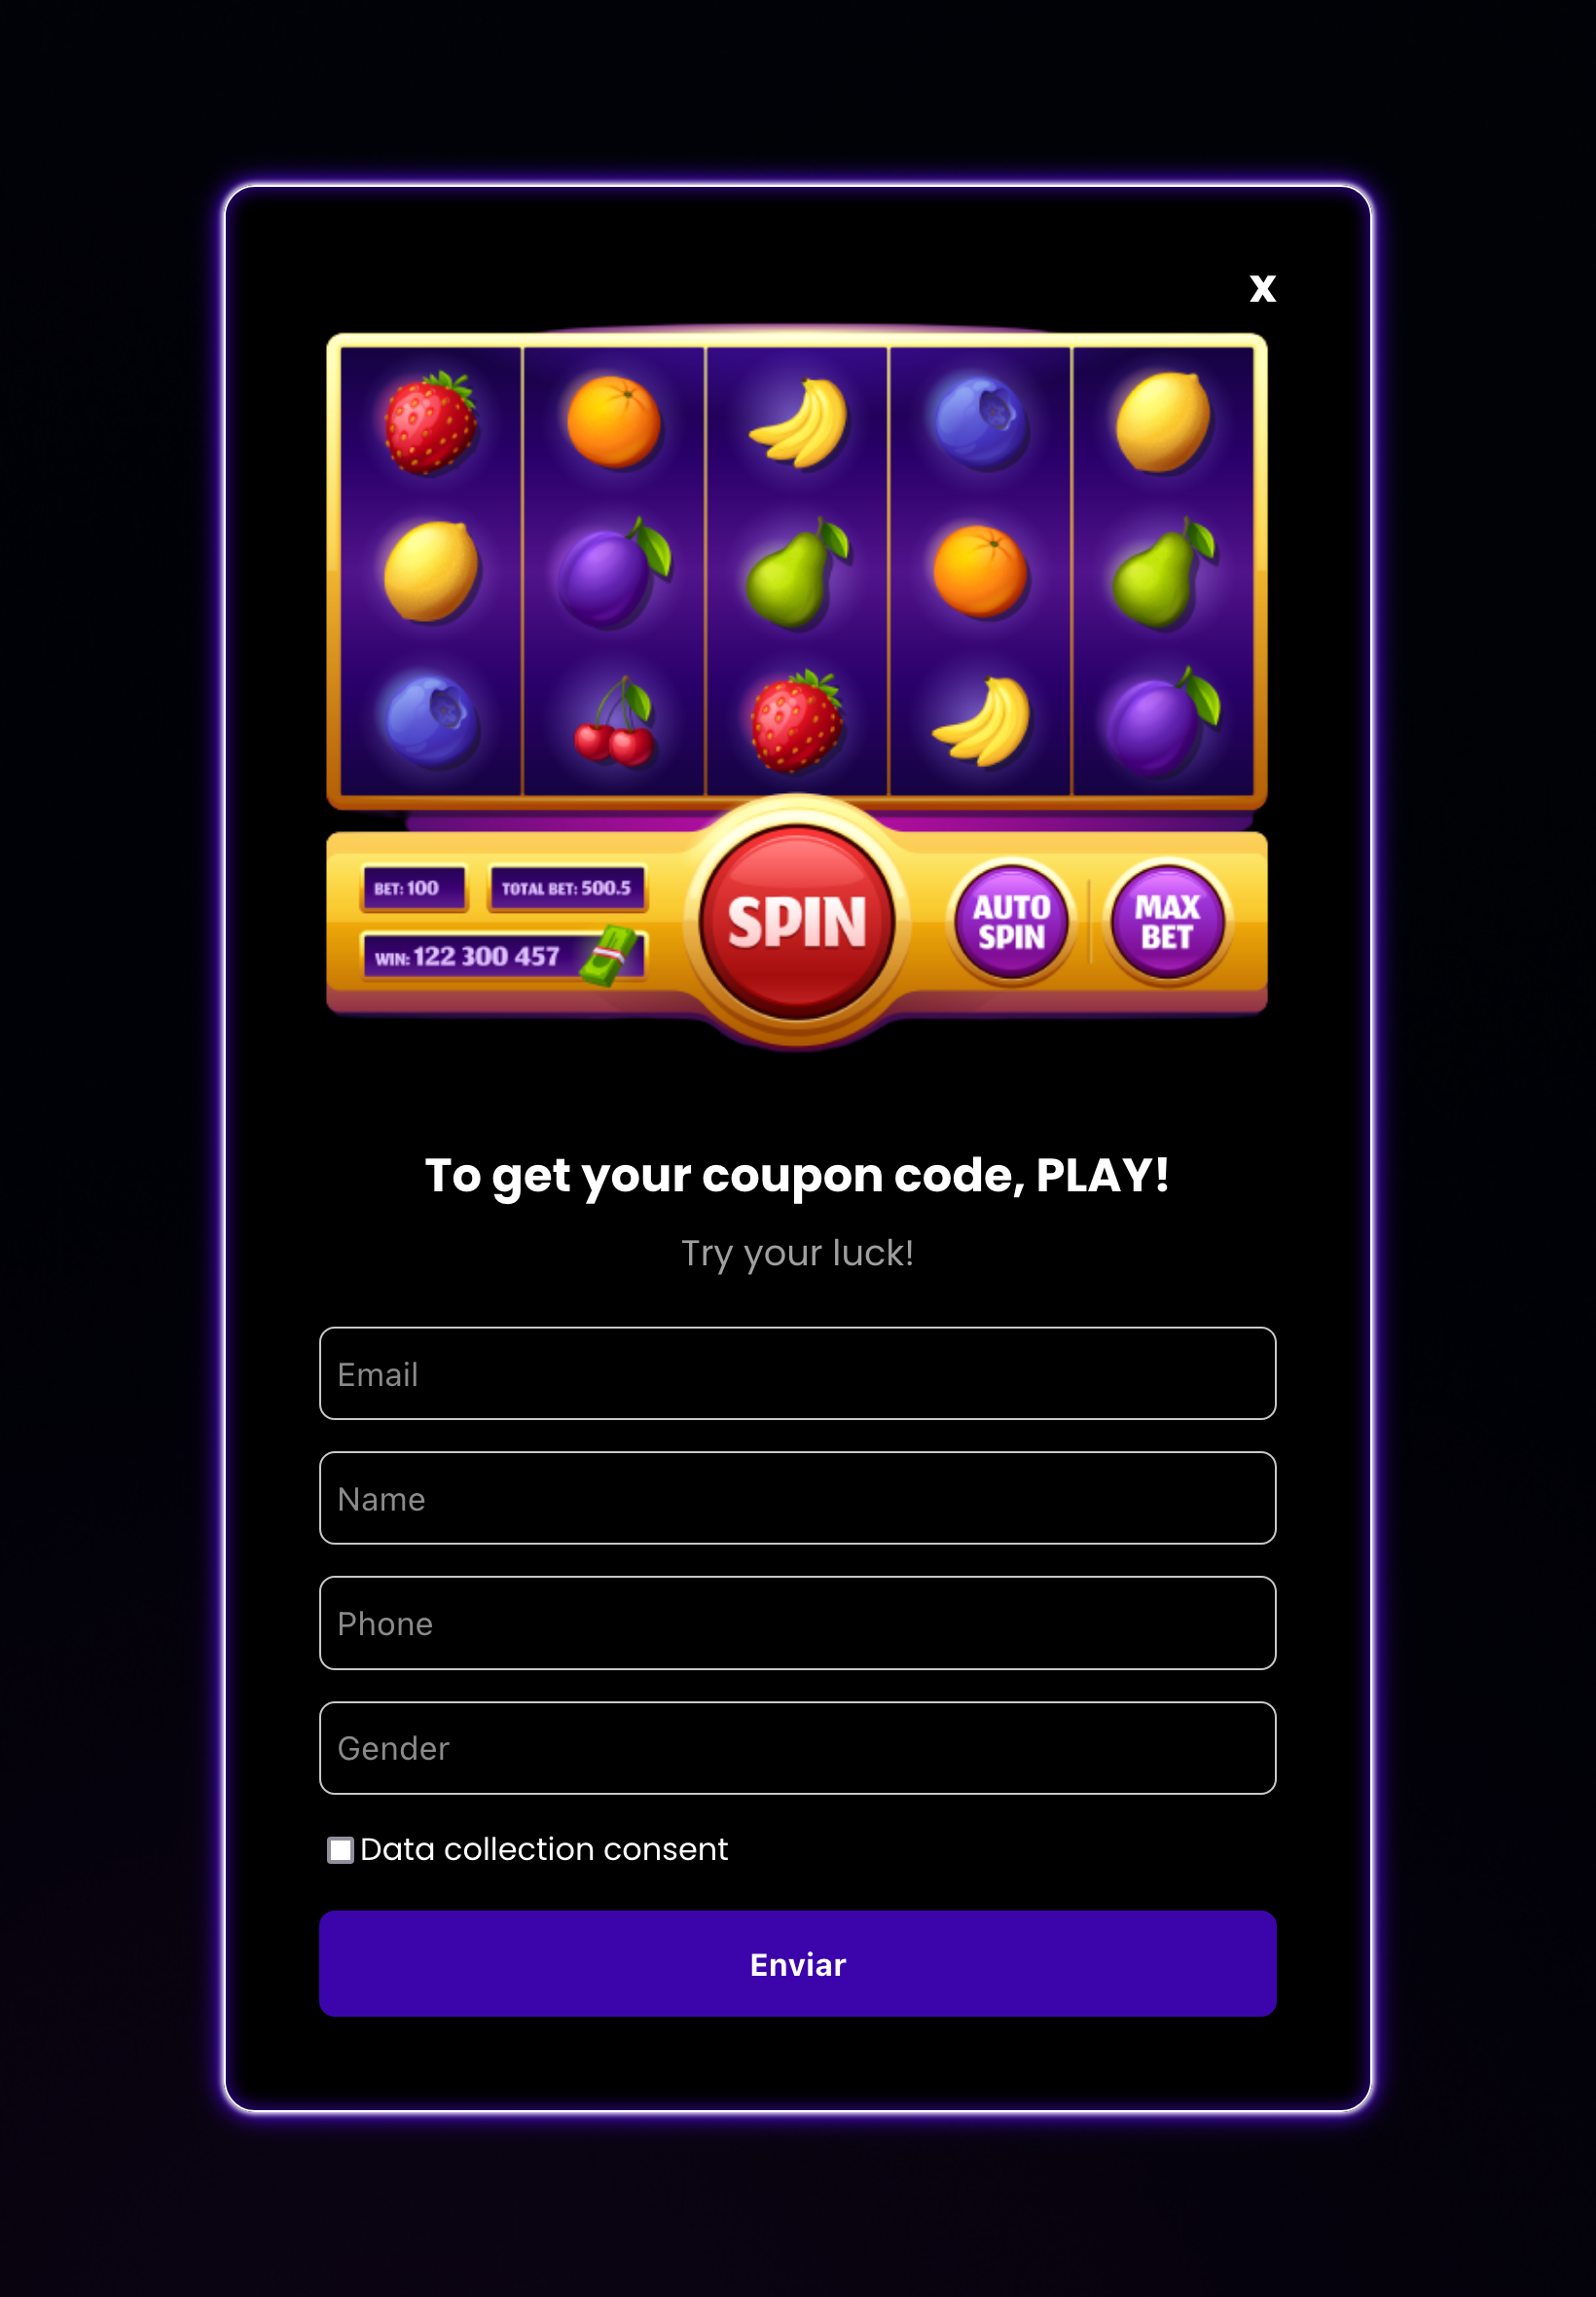 x
BET: 100
TOTAL BET: 500.5
WIN: 122 300 457
SPIN
AUTO
SPIN
MAX
BET
To get your coupon code, PLAY!
Try your luck!
Email
Name
Phone
Gender
Data collection consent
Enviar